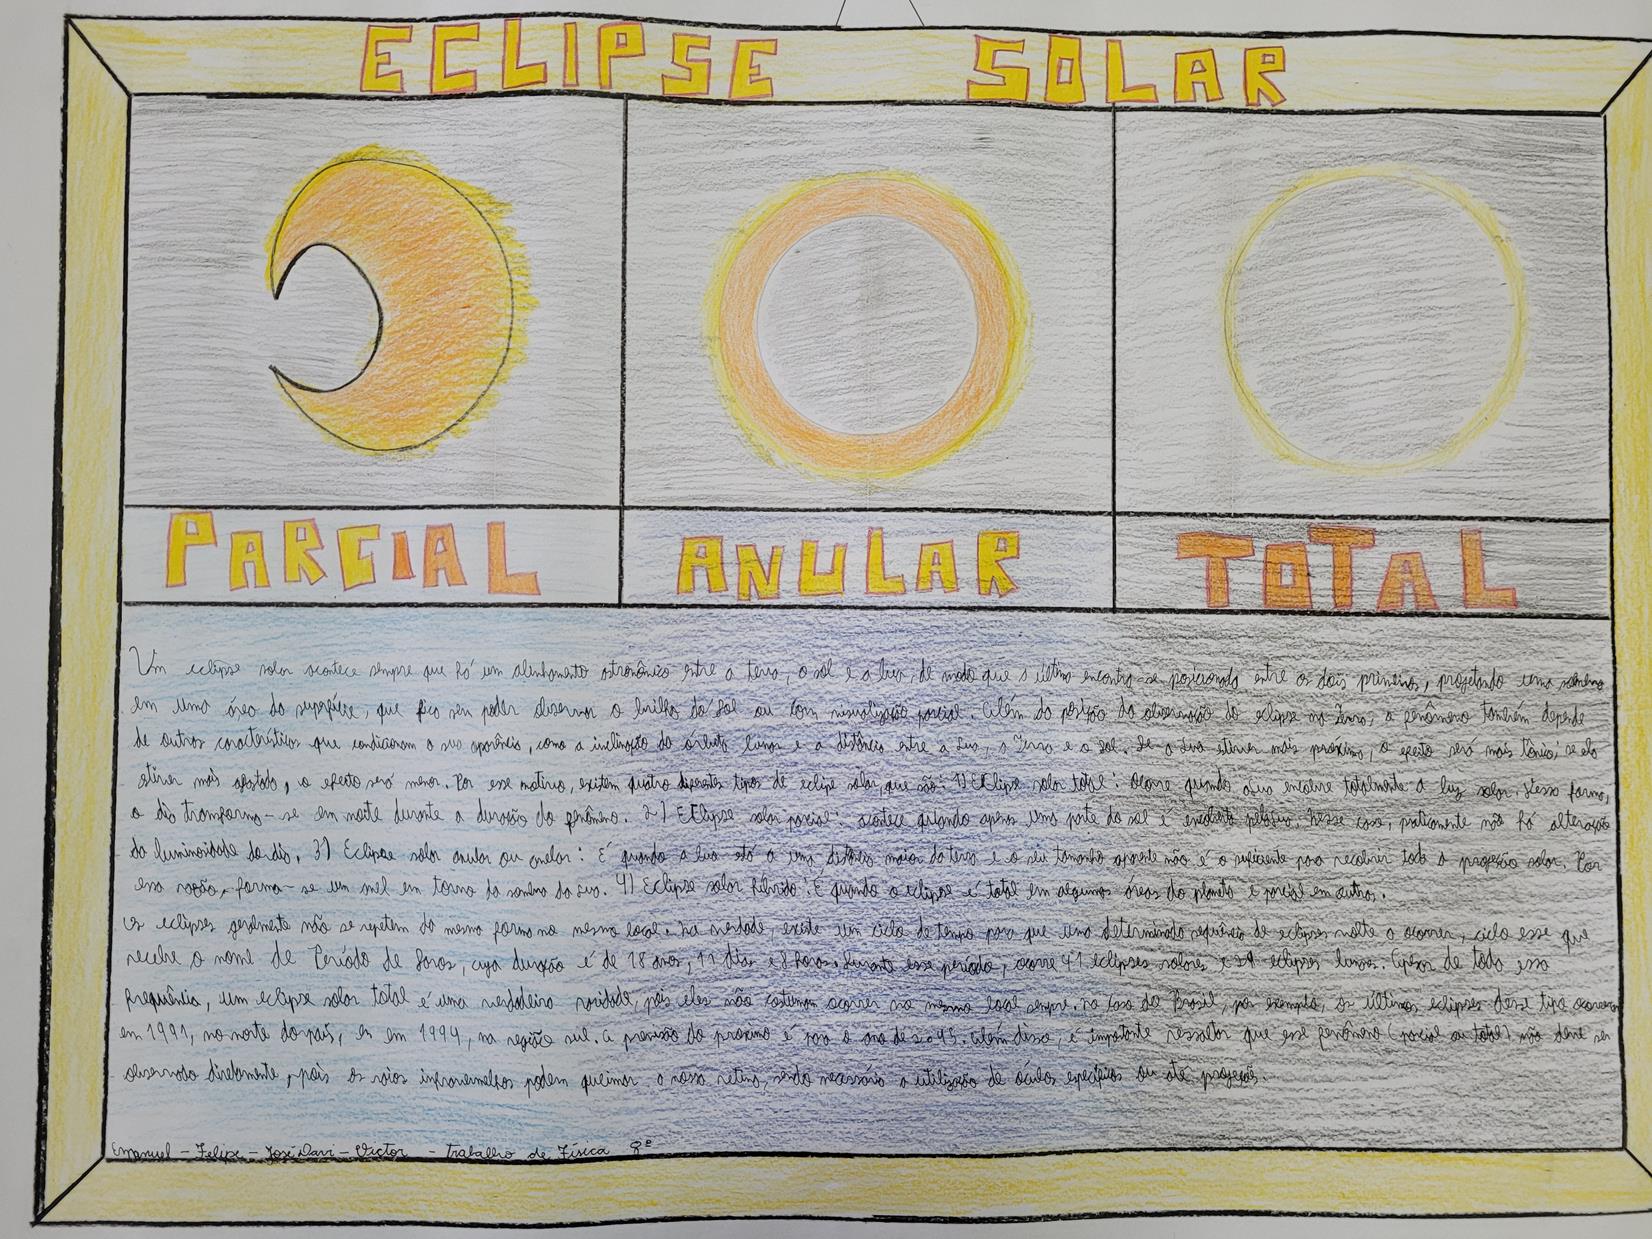 ECLIPSE SOLAR
PARCIAL ANULAR TOTAL
Um eclipse solar acontece sempre que há um alinhamento astronômico entre a terra, o sol e a lua, de modo que o último encontra-se posicionado entre os dois primeiros, projetando uma sombra
em uma área da superfície, que fica sem poder observar o brilho do Sol ou com visualização parcial. Além da posição da observação do eclipse na Terra, o fenômeno também depende
de outras características que condicionam a sua aparência, como a inclinação da órbita lunar e a distância entre a Lua, a Terra e o Sol. Se a Lua estiver mais próxima, o efeito será mais
stiver mais afastada, o efeito será menor. Por esse motivo, existem quatro diferentes tipos de eclipse solar, que são: 1) Eclipse solar total: Ocorre quando a Lua encobre totalmente a luz solar. Dessa forma,
o dia transforma-se em noite durante a duração do fenômeno. 2) Eclipse solar parcial: acontece quando apenas uma parte do sol é encoberta pela lua. Nesse caso, praticamente não há alteração
da luminosidade do dia. 3) Eclipse solar anular ou anelar: É quando a lua está a uma distância maior da terra e o seu tamanho aparente não é o suficiente para recobrir toda a projeção solar. Por
essa razão, forma-se um anel em torno da sombra da Lua. 4) Eclipse solar híbrido: É quando o eclipse é total em algumas áreas do planeta e parcial em outras.
Os eclipses geralmente não se repetem da mesma forma no mesmo local. Na verdade, existe um ciclo de tempo para que uma determinada sequência de eclipses volte a ocorrer, ciclo esse que
recebe o nome de Período de Saros, cuja duração é de 18 anos, 11 dias e 8 horas. Durante esse período, ocorre 41 eclipses solares e 29 eclipses lunares. Apesar de toda essa
frequência, um eclipse solar total é uma verdadeira raridade, pois eles não costumam ocorrer no mesmo local sempre. No caso do Brasil, por exemplo, os últimos eclipses desse tipo ocorreram
em 1991, no norte do país, e em 1994, na região sul. A previsão do proximo é para o ano de 2045. Além disso, é importante ressaltar que esse fenômeno (parcial ou total) não deve ser
observado diretamente, pois os raios infravermelhos podem queimar a nossa retina, sendo necessário a utilização de óculos específicos ou até projeções.
Emanuel - Felipe - José Davi - Victor - trabalho de Física 9º